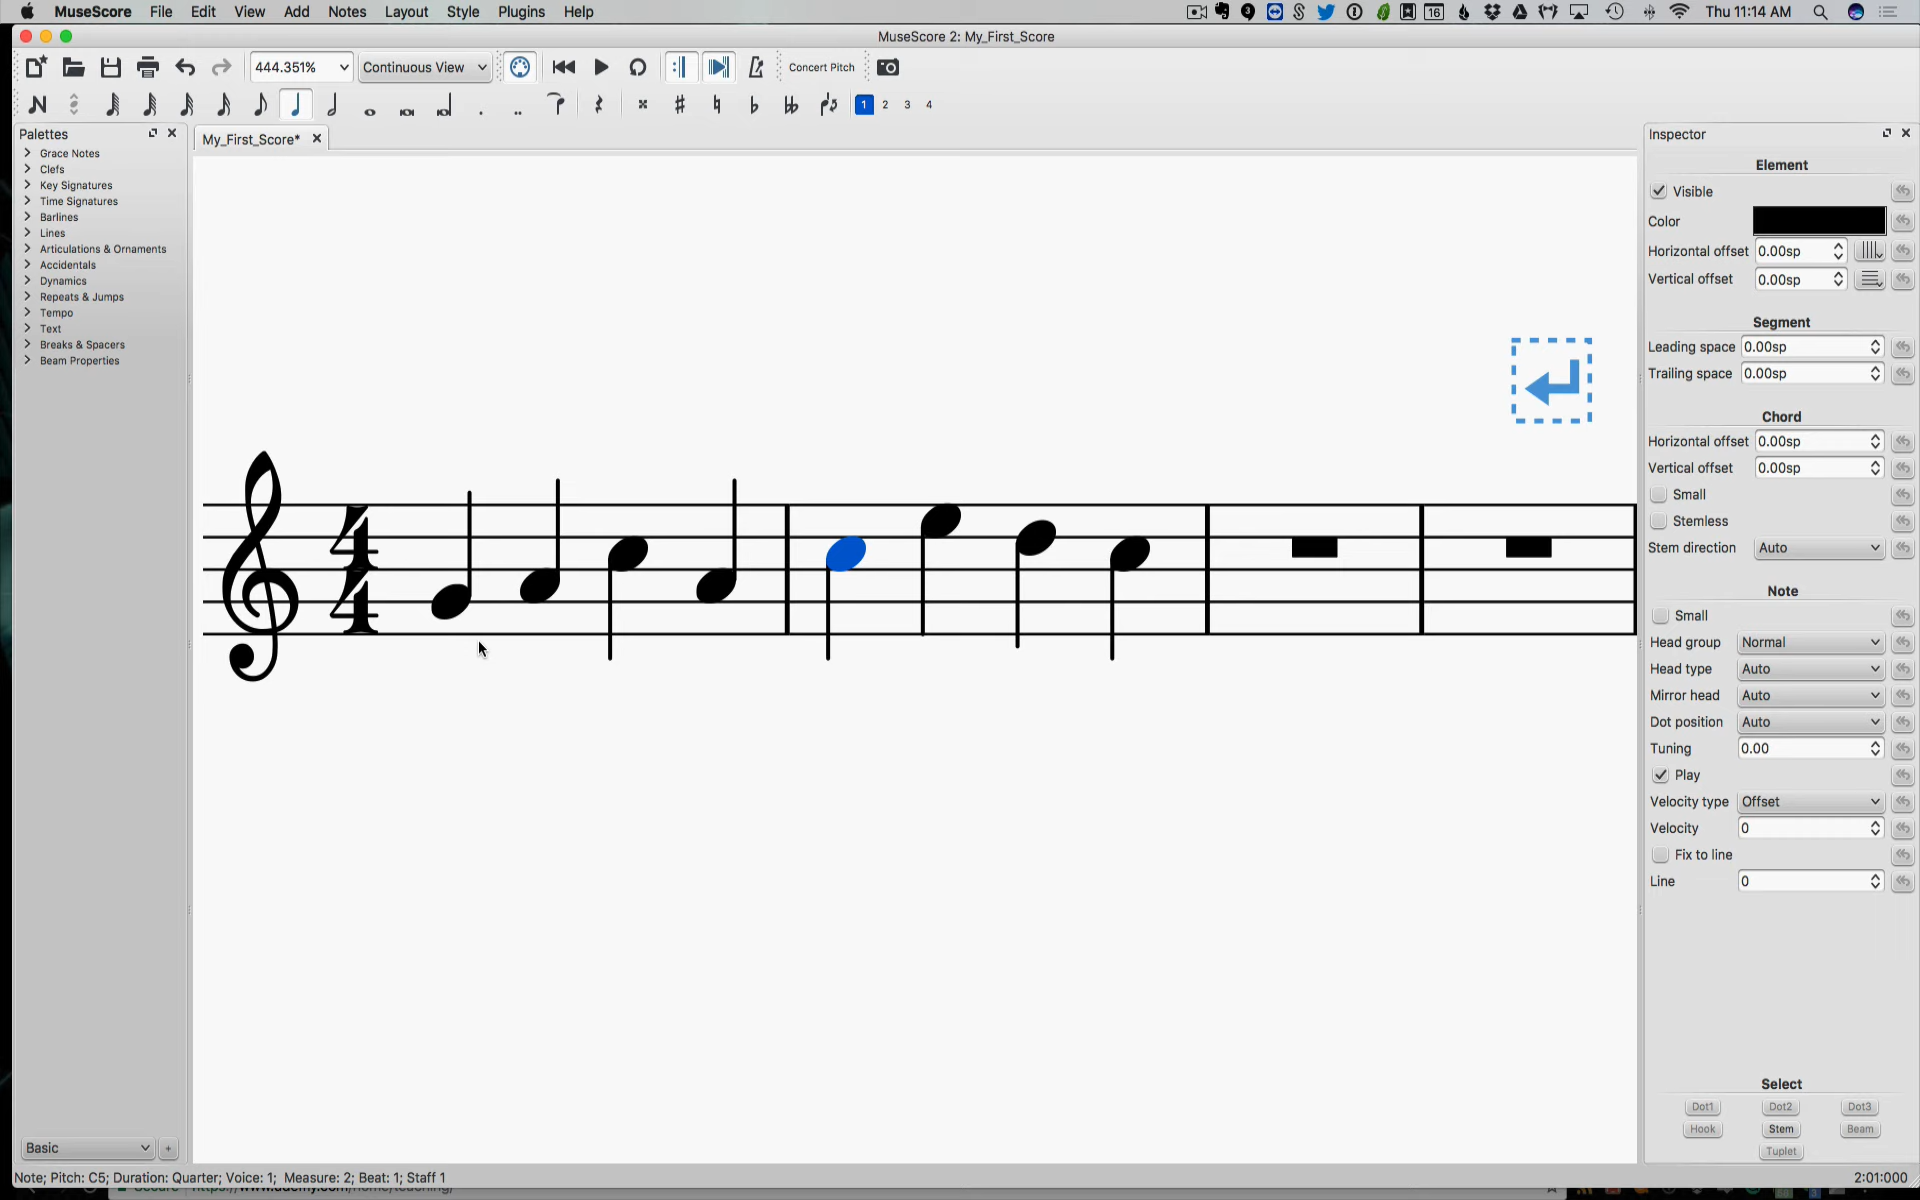 MuseScore File Edit View Add Notes Layout Style Plugins Help
16 Thu 11:14 AM
MuseScore 2: My_First_Score
444.351% Continuous View Concert Pitch
1 2 3 4
Palettes
My_First_Score*
Inspector
Grace Notes
Clefs
Key Signatures
Time Signatures
Barlines
Lines
Articulations & Ornaments
Accidentals
Dynamics
Repeats & Jumps
Tempo
Text
Breaks & Spacers
Beam Properties
Basic
Element
Visible
Color
Horizontal offset 0.00sp
Vertical offset 0.00sp
Segment
Leading space 0.00sp
Trailing space 0.00sp
Chord
Horizontal offset 0.00sp
Vertical offset 0.00sp
Small
Stemless
Stem direction Auto
Note
Small
Head group Normal
Head type Auto
Mirror head Auto
Dot position Auto
Tuning 0.00
Play
Velocity type Offset
Velocity 0
Fix to line
Line 0
Select
Dot1 Dot2 Dot3
Hook Stem Beam
Tuplet
Note; Pitch: C5; Duration: Quarter; Voice: 1; Measure: 2; Beat: 1; Staff 1 2:01:000